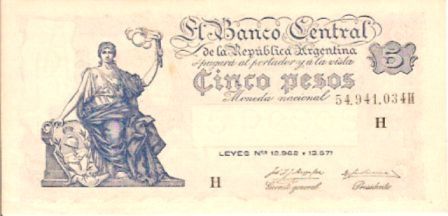 El Banco Central
de la República Argentina
pagará al portador y á la vista
Cinco pesos
5
Moneda nacional 54.941.034H
H
LEYES Nos 12.962 y 13.571
H
Gerente general
Presidente